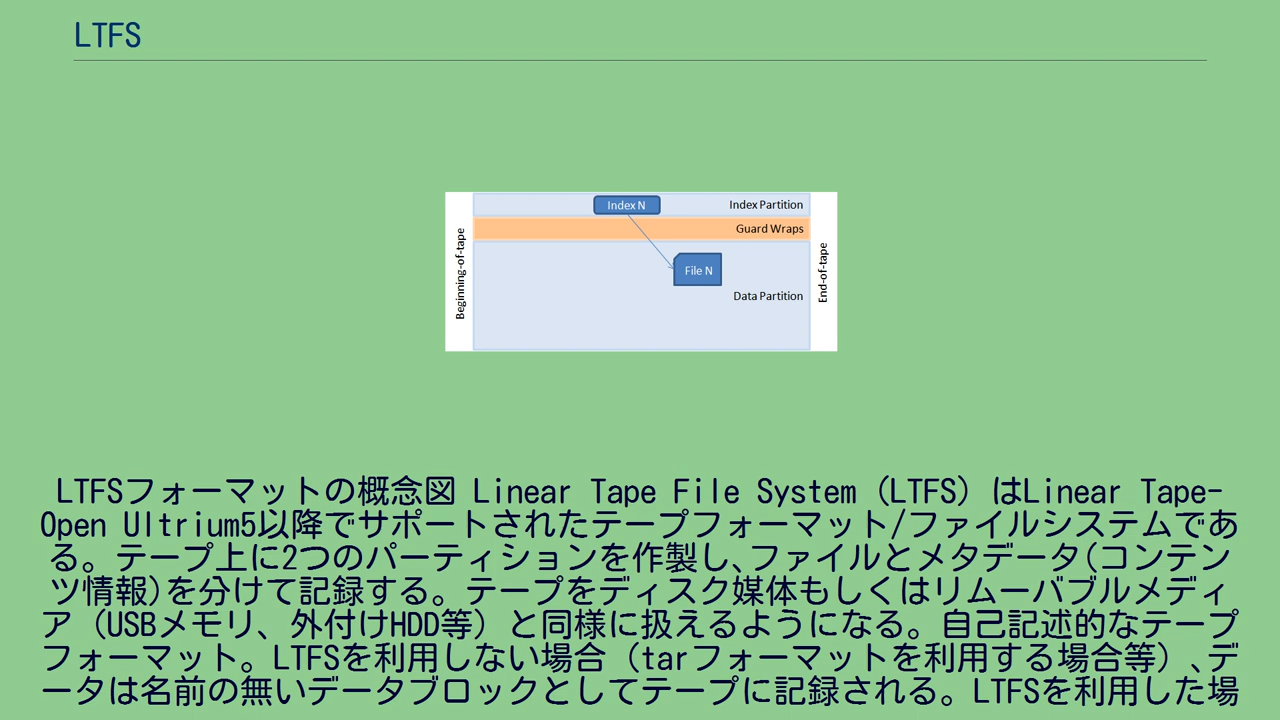 LTFS
Index N
Index Partition
Guard Wraps
File N
Data Partition
Beginning-of-tape
End-of-tape
LTFSフォーマットの概念図 Linear Tape File System (LTFS) はLinear Tape-
Open Ultrium5以降でサポートされたテープフォーマット/ファイルシステムであ
る。テープ上に2つのパーティションを作製し､ファイルとメタデータ(コンテン
ツ情報)を分けて記録する。テープをディスク媒体もしくはリムーバブルメディ
ア（USBメモリ、外付けHDD等）と同様に扱えるようになる。自己記述的なテープ
フォーマット。LTFSを利用しない場合（tarフォーマットを利用する場合等）､デ
ータは名前の無いデータブロックとしてテープに記録される。LTFSを利用した場